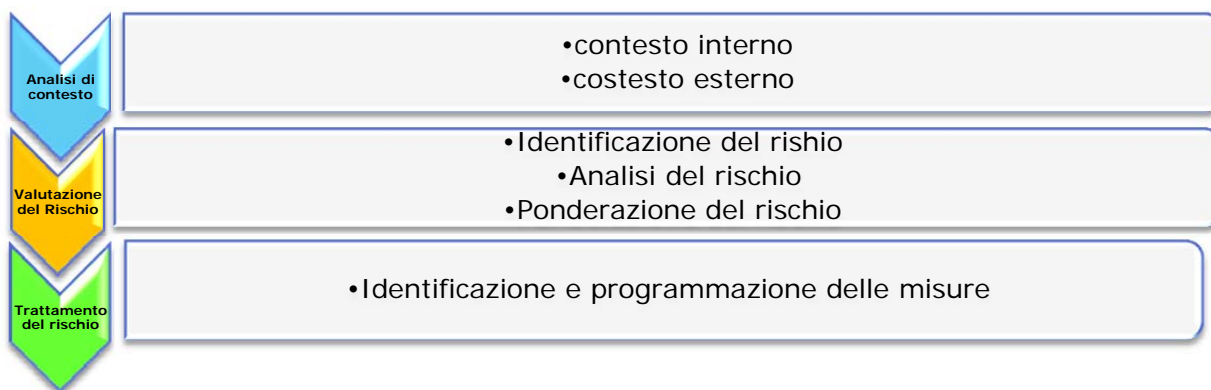 Analisi di
contesto
•contesto interno
•costesto esterno
Valutazione
del Rischio
•Identificazione del rishio
•Analisi del rischio
•Ponderazione del rischio
Trattamento
del rischio
•Identificazione e programmazione delle misure